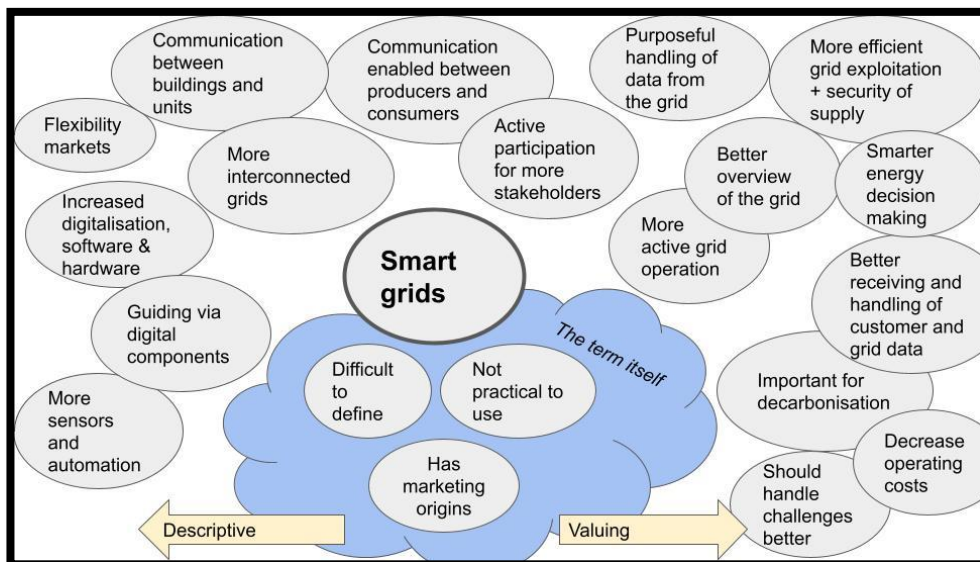 Communication
between
buildings and
units
Communication
enabled between
producers and
consumers
Purposeful
handling of
data from
the grid
More efficient
grid exploitation
+ security of
supply
Flexibility
markets
More
interconnected
grids
Active
participation
for more
stakeholders
Better
overview
of the grid
Smarter
energy
decision
making
Increased
digitalisation,
software &
hardware
More
active grid
operation
Smart
grids
Better
receiving and
handling of
customer and
grid data
Guiding via
digital
components
The term itself
Difficult
to
define
Not
practical to
use
Important for
decarbonisation
More
sensors
and
automation
Has
marketing
origins
Decrease
operating
costs
Should
handle
challenges
better
Descriptive
Valuing